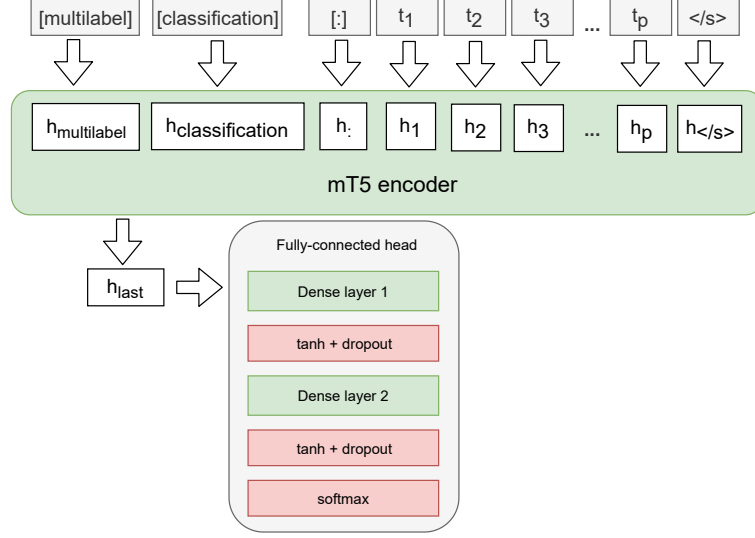 [multilabel] [classification] [:] t1 t2 t3 ... tp </s>
hmultilabel hclassification h: h1 h2 h3 ... hp h</s>
mT5 encoder
Fully-connected head
hlast
Dense layer 1
tanh + dropout
Dense layer 2
tanh + dropout
softmax